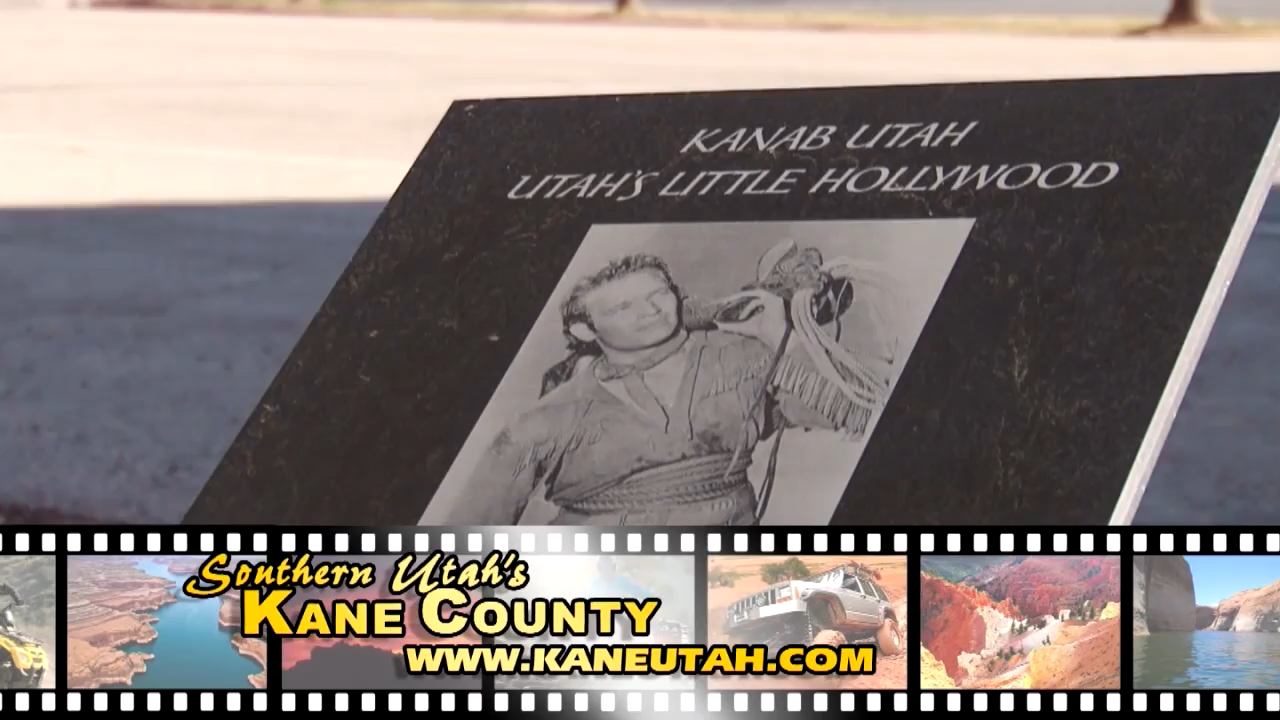 KANAB UTAH
UTAH'S LITTLE HOLLYWOOD
Southern Utah's
KANE COUNTY
WWW.KANEUTAH.COM